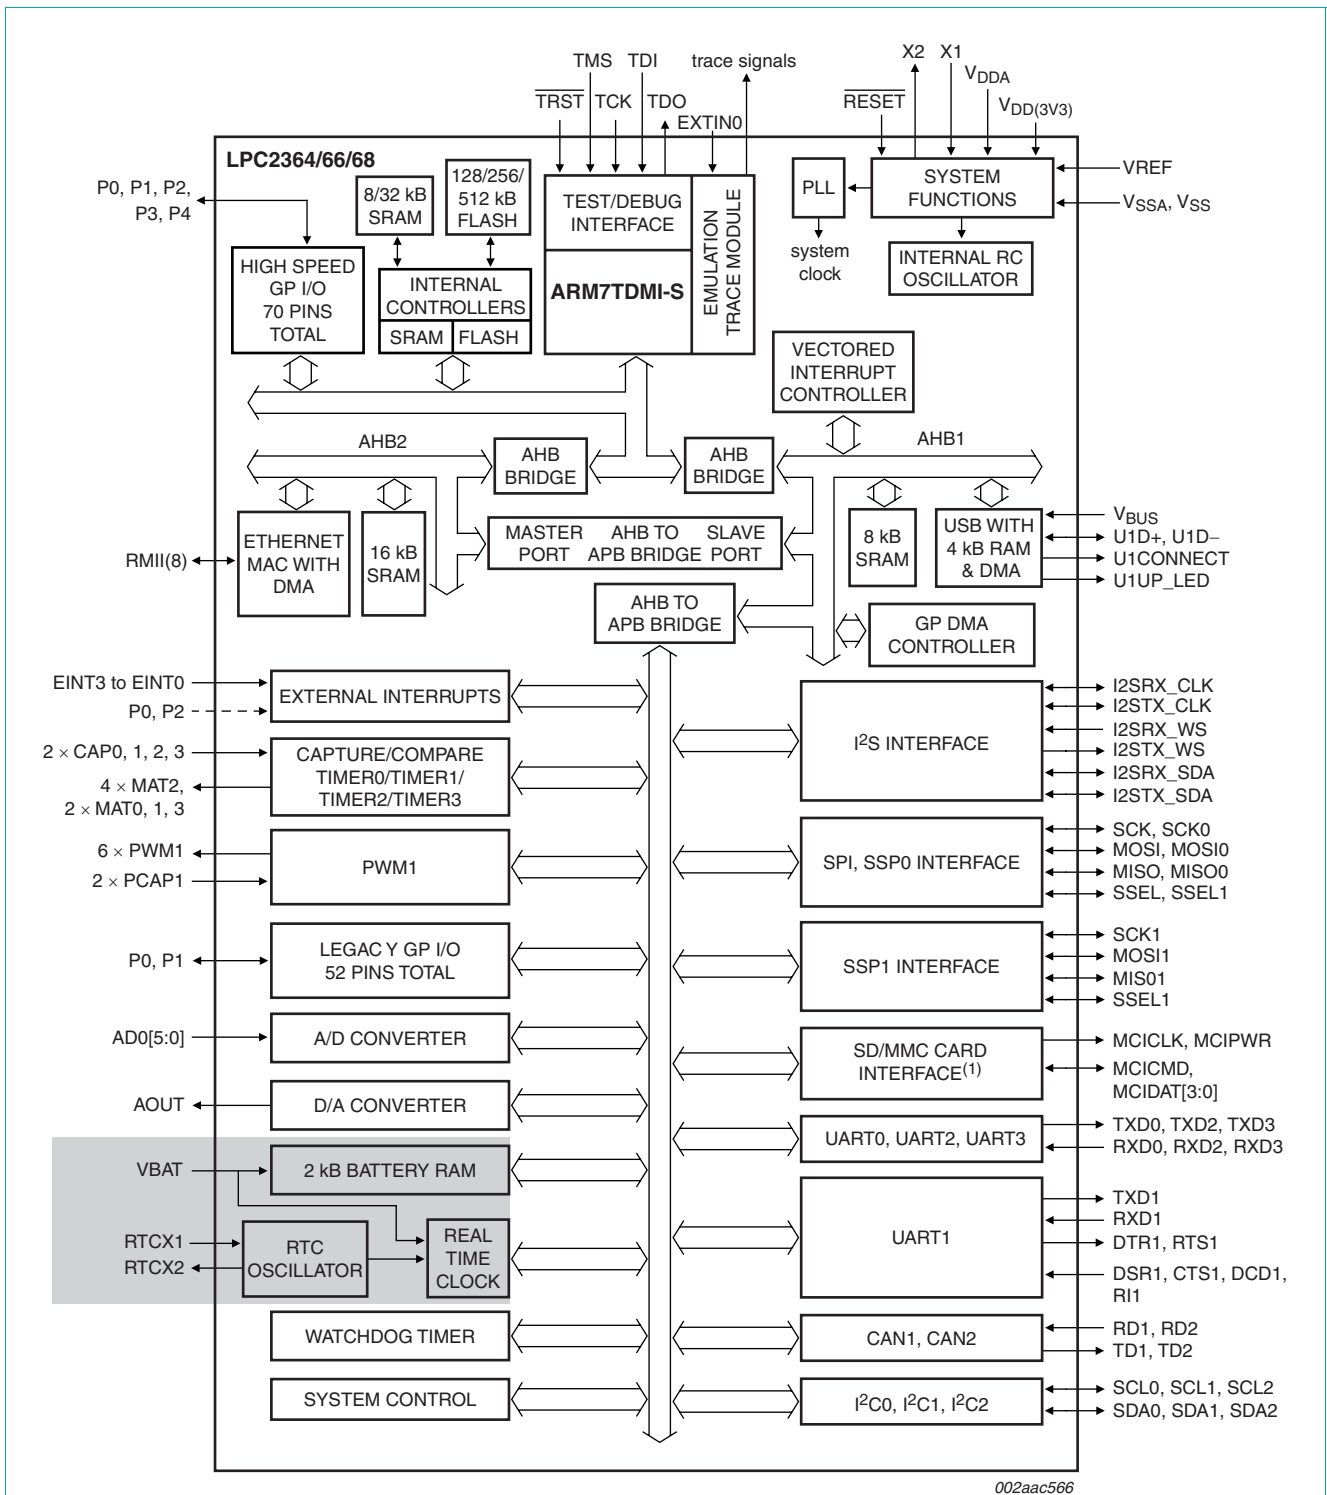 TMS TDI trace signals
TRST TCK TDO
EXTIN0
X2 X1
VDDA
RESET
VDD(3V3)
LPC2364/66/68
P0, P1, P2,
P3, P4
8/32 kB
SRAM
128/256/
512 kB
FLASH
TEST/DEBUG
INTERFACE
EMULATION
TRACE MODULE
PLL
SYSTEM
FUNCTIONS
VREF
VSSA, VSS
system
clock
INTERNAL RC
OSCILLATOR
HIGH SPEED
GP I/O
70 PINS
TOTAL
INTERNAL
CONTROLLERS
SRAM FLASH
ARM7TDMI-S
VECTORED
INTERRUPT
CONTROLLER
AHB2
AHB
BRIDGE
AHB
BRIDGE
AHB1
ETHERNET
MAC WITH
DMA
RMII(8)
16 kB
SRAM
MASTER AHB TO SLAVE
PORT APB BRIDGE PORT
8 kB
SRAM
USB WITH
4 kB RAM
& DMA
VBUS
U1D+, U1D−
U1CONNECT
U1UP_LED
AHB TO
APB BRIDGE
GP DMA
CONTROLLER
EINT3 to EINT0
P0, P2
EXTERNAL INTERRUPTS
2 × CAP0, 1, 2, 3
4 × MAT2,
2 × MAT0, 1, 3
CAPTURE/COMPARE
TIMER0/TIMER1/
TIMER2/TIMER3
6 × PWM1
2 × PCAP1
PWM1
P0, P1
LEGACY GP I/O
52 PINS TOTAL
AD0[5:0]
A/D CONVERTER
AOUT
D/A CONVERTER
VBAT
2 kB BATTERY RAM
RTCX1
RTCX2
RTC
OSCILLATOR
REAL
TIME
CLOCK
WATCHDOG TIMER
SYSTEM CONTROL
I2S INTERFACE
I2SRX_CLK
I2STX_CLK
I2SRX_WS
I2STX_WS
I2SRX_SDA
I2STX_SDA
SPI, SSP0 INTERFACE
SCK, SCK0
MOSI, MOSI0
MISO, MISO0
SSEL, SSEL1
SSP1 INTERFACE
SCK1
MOSI1
MIS01
SSEL1
SD/MMC CARD
INTERFACE(1)
MCICLK, MCIPWR
MCICMD,
MCIDAT[3:0]
UART0, UART2, UART3
TXD0, TXD2, TXD3
RXD0, RXD2, RXD3
UART1
TXD1
RXD1
DTR1, RTS1
DSR1, CTS1, DCD1,
RI1
CAN1, CAN2
RD1, RD2
TD1, TD2
I2C0, I2C1, I2C2
SCL0, SCL1, SCL2
SDA0, SDA1, SDA2
002aac566